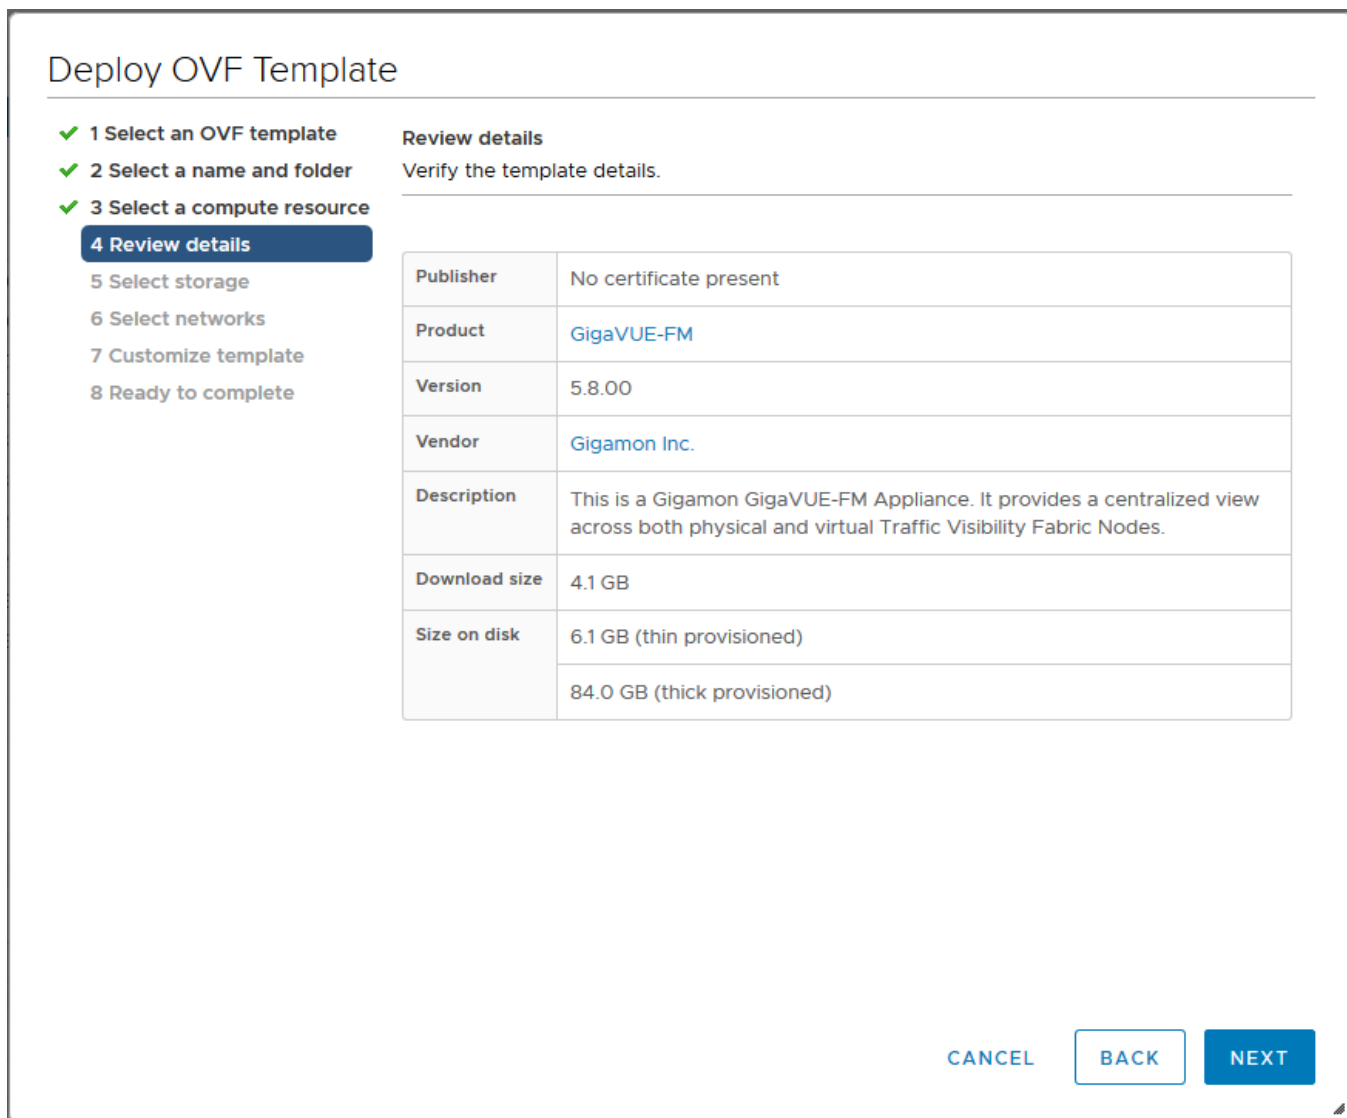 Deploy OVF Template
1 Select an OVF template
2 Select a name and folder
3 Select a compute resource
4 Review details
5 Select storage
6 Select networks
7 Customize template
8 Ready to complete
Review details
Verify the template details.
Publisher No certificate present
Product GigaVUE-FM
Version 5.8.00
Vendor Gigamon Inc.
Description This is a Gigamon GigaVUE-FM Appliance. It provides a centralized view
across both physical and virtual Traffic Visibility Fabric Nodes.
Download size 4.1 GB
Size on disk 6.1 GB (thin provisioned)
84.0 GB (thick provisioned)
CANCEL BACK NEXT